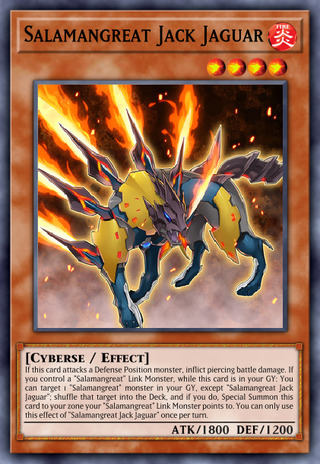 Salamangreat Jack Jaguar
FIRE
炎
[Cyberse / Effect]
If this card attacks a Defense Position monster, inflict piercing battle damage. If
you control a "Salamangreat" Link Monster, while this card is in your GY: You
can target 1 "Salamangreat" monster in your GY, except "Salamangreat Jack
Jaguar"; shuffle that target into the Deck, and if you do, Special Summon this
card to your zone your "Salamangreat" Link Monster points to. You can only use
this effect of "Salamangreat Jack Jaguar" once per turn.
ATK/1800 DEF/1200